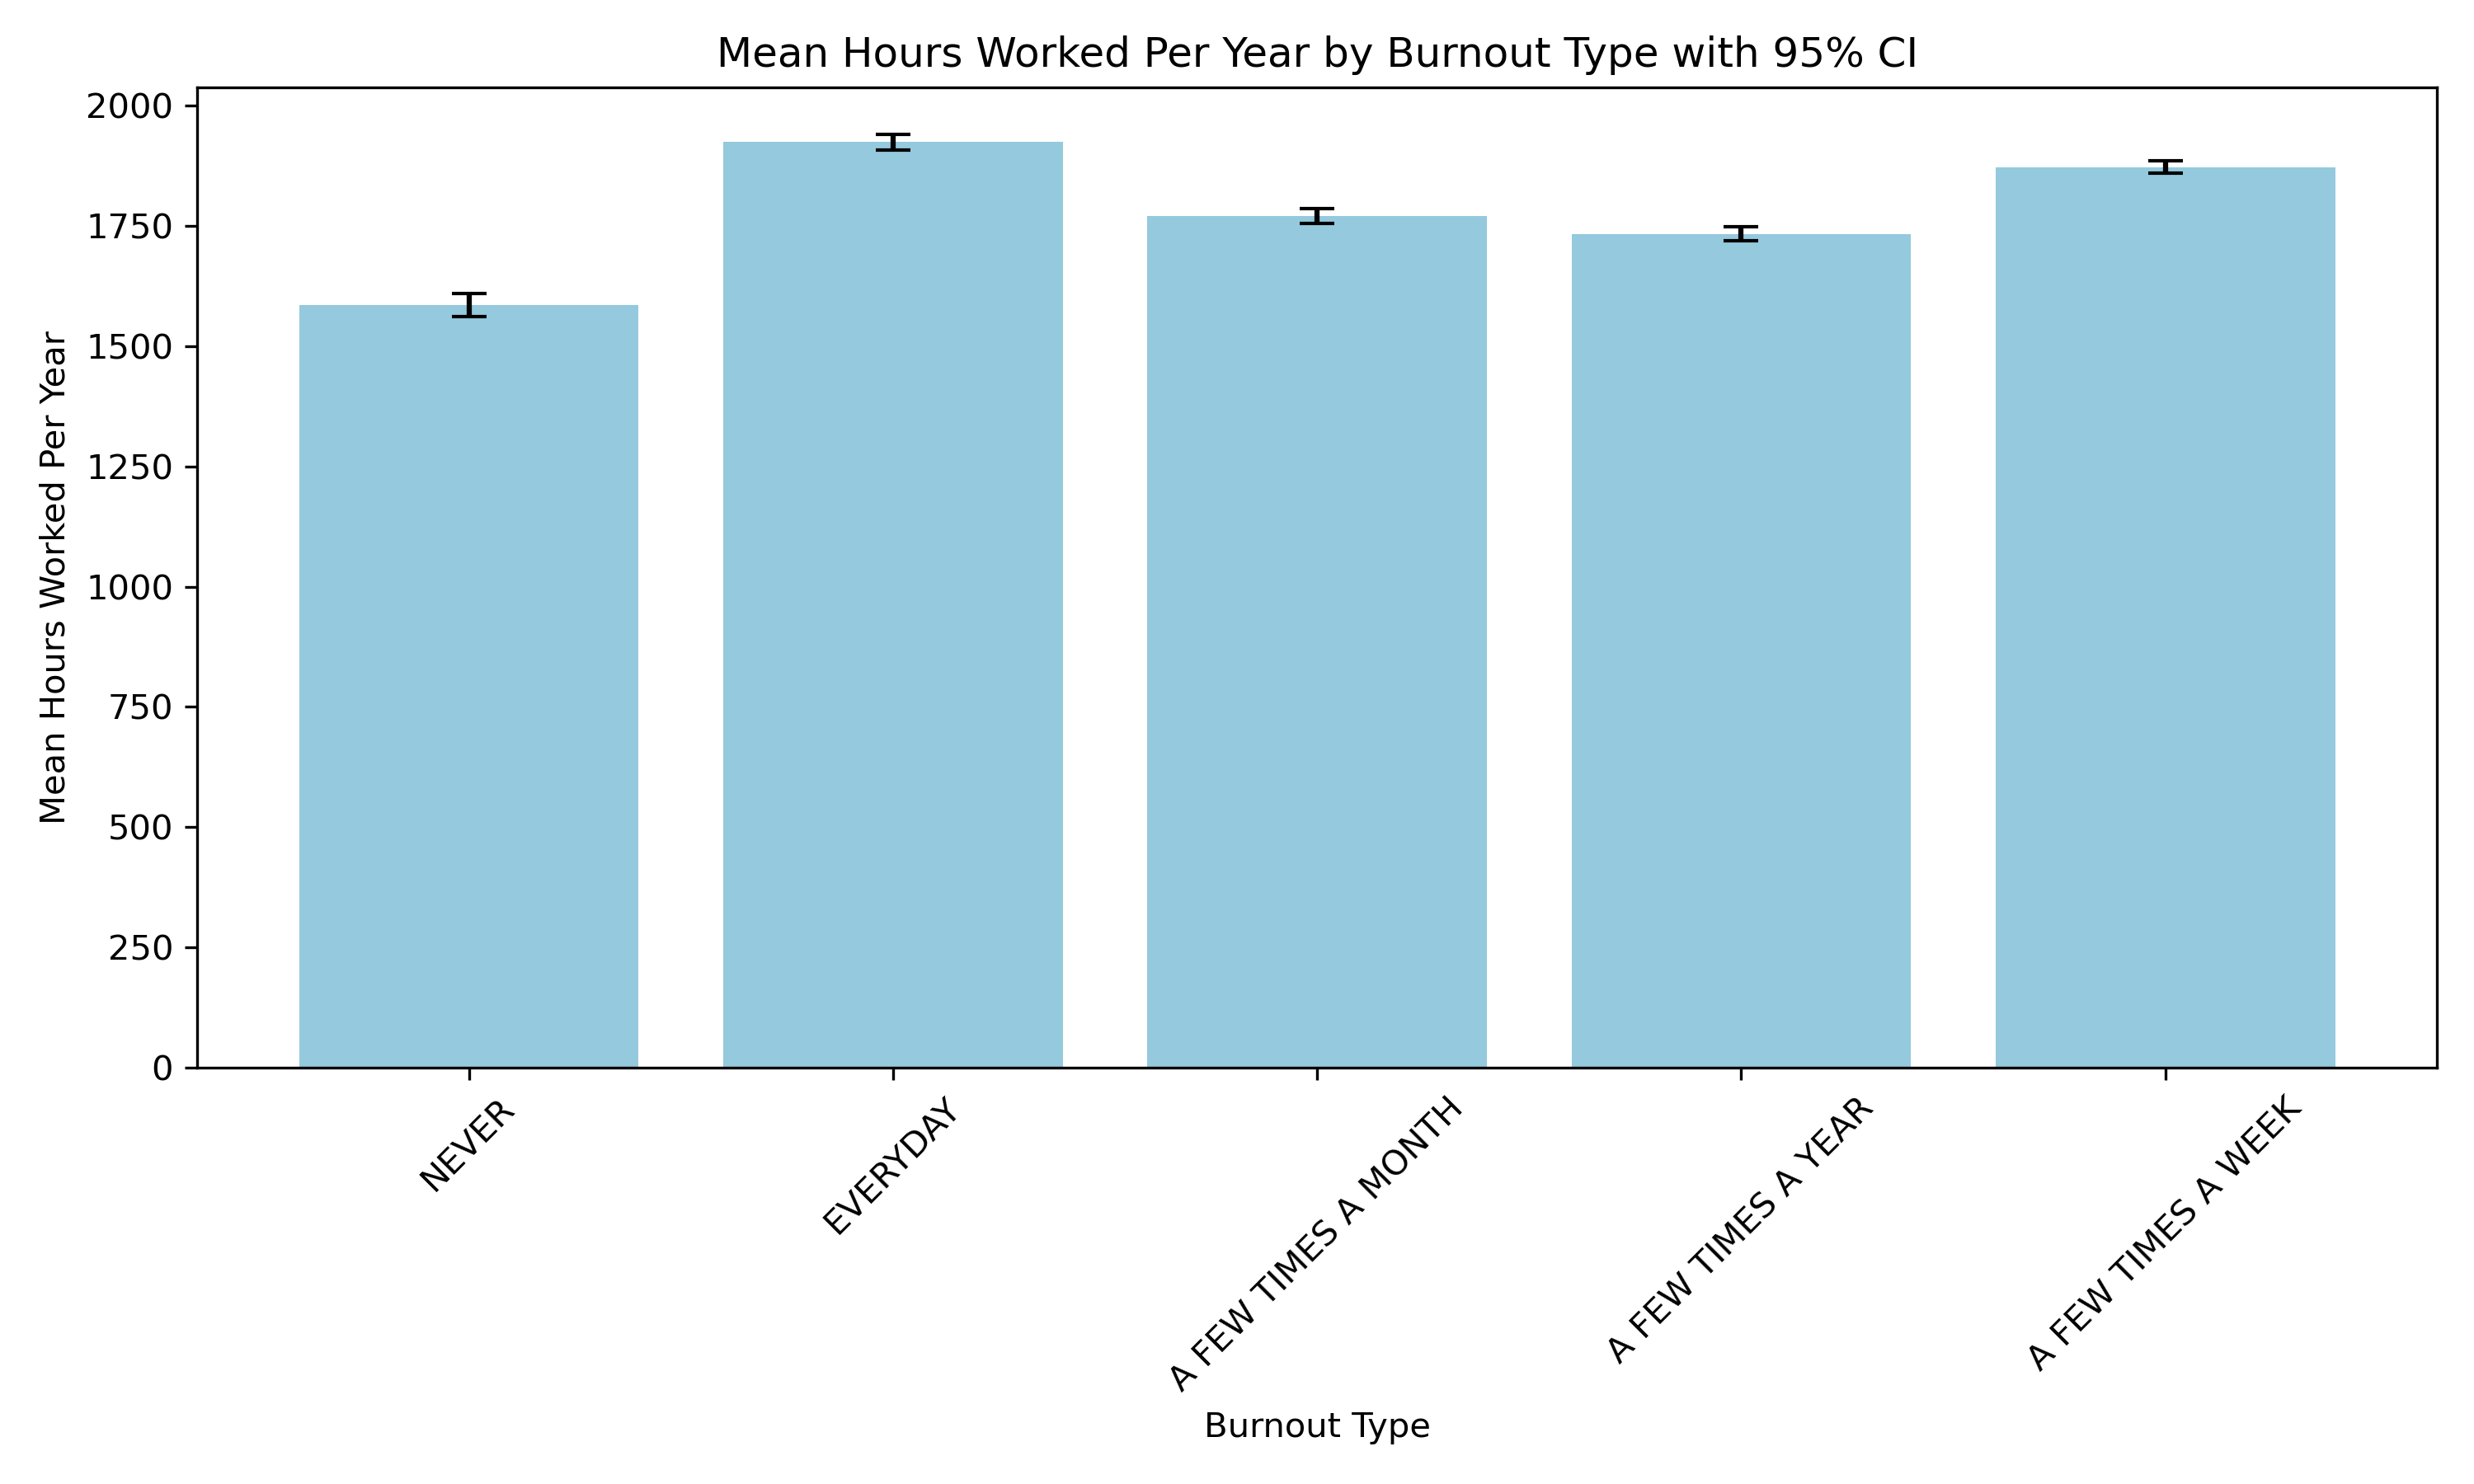 Mean Hours Worked Per Year by Burnout Type with 95% CI
Mean Hours Worked Per Year
2000
1750
1500
1250
1000
750
500
250
0
NEVER
EVERYDAY
A FEW TIMES A MONTH
A FEW TIMES A YEAR
A FEW TIMES A WEEK
Burnout Type